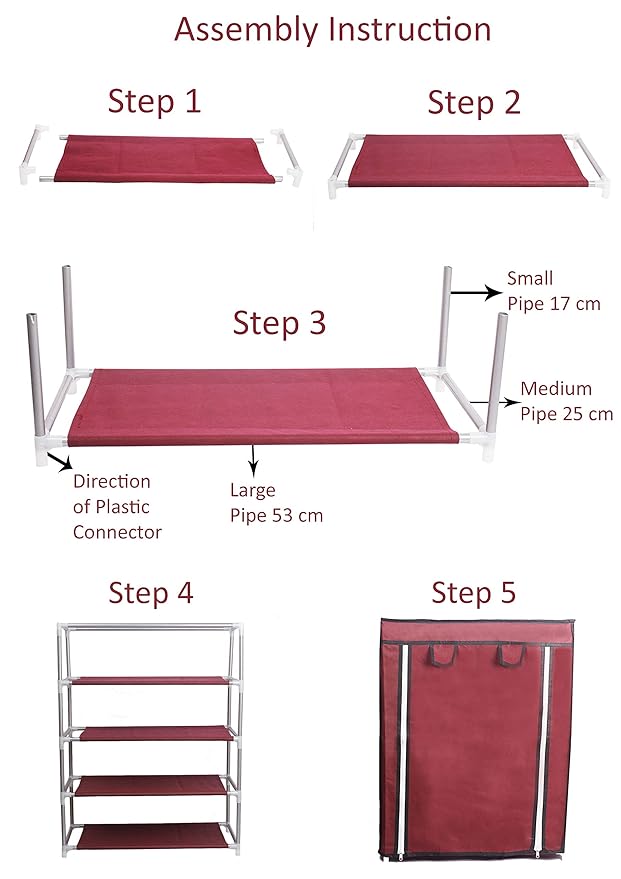 Assembly Instruction
Step 1
Step 2
Step 3
Small
Pipe 17 cm
Medium
Pipe 25 cm
Direction
of Plastic
Connector
Large
Pipe 53 cm
Step 4
Step 5